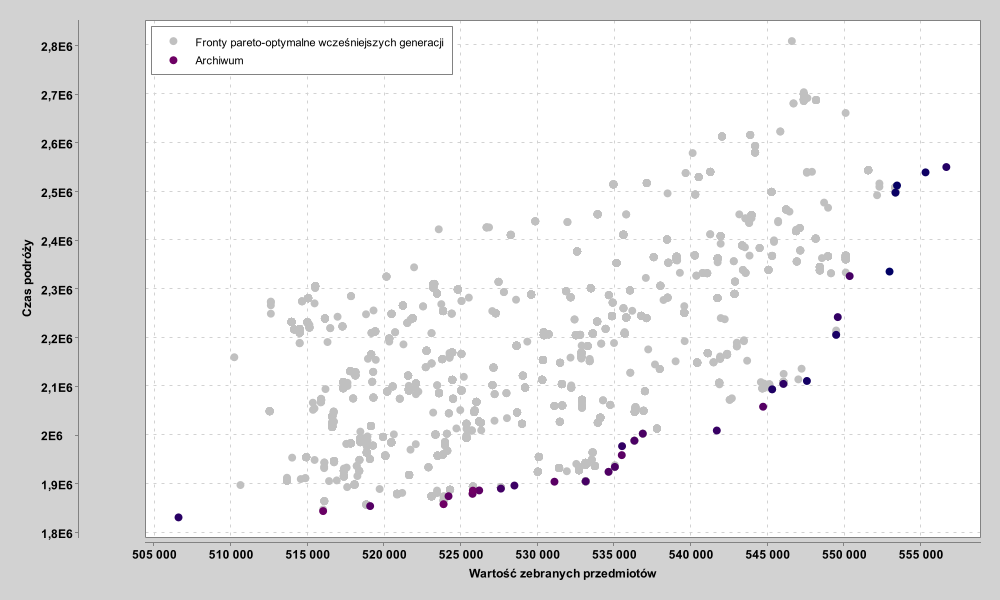 Fronty pareto-optymalne wcześniejszych generacji
Archiwum
Czas podróży
2,8E6
2,7E6
2,6E6
2,5E6
2,4E6
2,3E6
2,2E6
2,1E6
2E6
1,9E6
1,8E6
505 000 510 000 515 000 520 000 525 000 530 000 535 000 540 000 545 000 550 000 555 000
Wartość zebranych przedmiotów